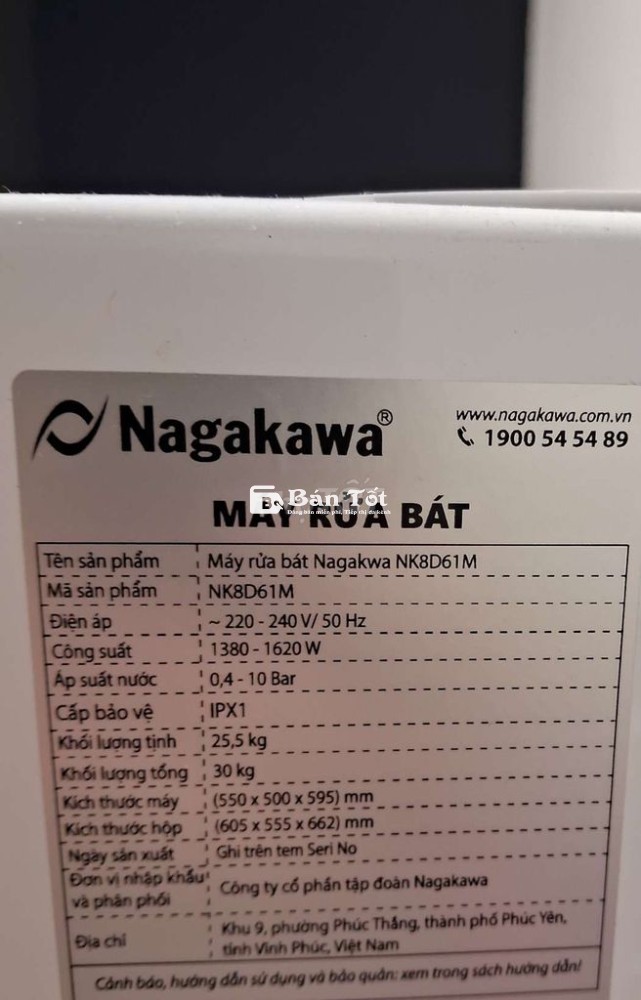 Nagakawa®
www.nagakawa.com.vn
1900 54 54 89
Bán Tốt
MÁY RỬA BÁT
Tên sản phẩm Máy rửa bát Nagakwa NK8D61M
Mã sản phẩm NK8D61M
Điện áp ~ 220 - 240 V/ 50 Hz
Công suất 1380 - 1620 W
Áp suất nước 0,4 - 10 Bar
Cấp bảo vệ IPX1
Khối lượng tịnh 25,5 kg
Khối lượng tổng 30 kg
Kích thước máy (550 x 500 x 595) mm
Kích thước hộp (605 x 555 x 662) mm
Ngày sản xuất Ghi trên tem Seri No
Đơn vị nhập khẩu
và phân phối Công ty cổ phần tập đoàn Nagakawa
Địa chỉ Khu 9, phường Phúc Thắng, thành phố Phúc Yên,
tỉnh Vĩnh Phúc, Việt Nam
Cảnh báo, hướng dẫn sử dụng và bảo quản: xem trong sách hướng dẫn!